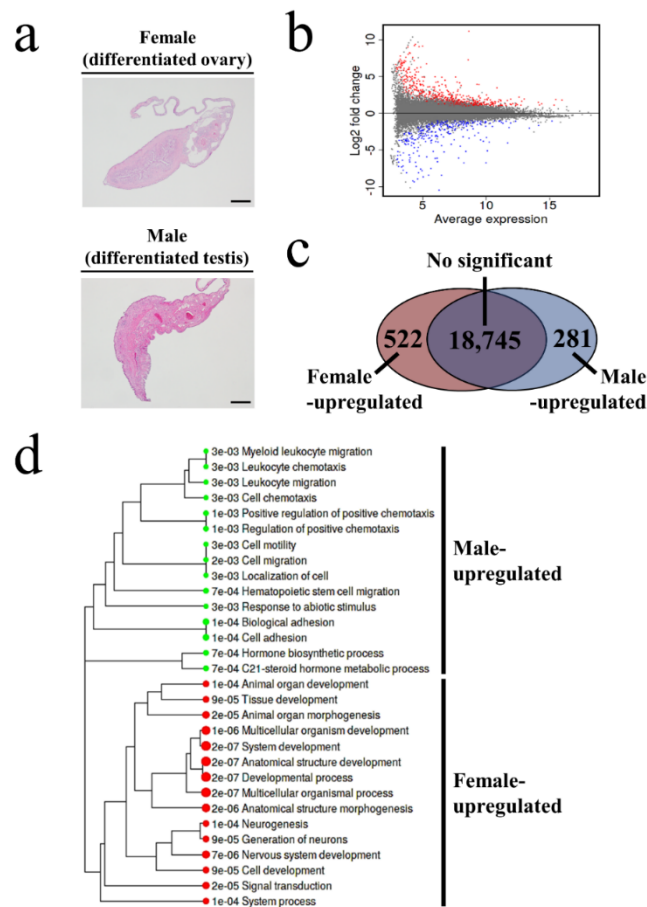 a
Female
(differentiated ovary)
Male
(differentiated testis)
b
Log2 fold change
10
5
0
-5
-10
5
10
15
Average expression
c
No significant
522
18,745
281
Female
-upregulated
Male
-upregulated
d
3e-03 Myeloid leukocyte migration
3e-03 Leukocyte chemotaxis
3e-03 Leukocyte migration
3e-03 Cell chemotaxis
1e-03 Positive regulation of positive chemotaxis
1e-03 Regulation of positive chemotaxis
3e-03 Cell motility
2e-03 Cell migration
3e-03 Localization of cell
7e-04 Hematopoietic stem cell migration
3e-03 Response to abiotic stimulus
1e-04 Biological adhesion
1e-04 Cell adhesion
7e-04 Hormone biosynthetic process
7e-04 C21-steroid hormone metabolic process
Male-
upregulated
1e-04 Animal organ development
9e-05 Tissue development
2e-05 Animal organ morphogenesis
1e-06 Multicellular organism development
2e-07 System development
2e-07 Anatomical structure development
2e-07 Developmental process
2e-07 Multicellular organismal process
2e-06 Anatomical structure morphogenesis
1e-04 Neurogenesis
9e-05 Generation of neurons
7e-06 Nervous system development
9e-05 Cell development
2e-05 Signal transduction
1e-04 System process
Female-
upregulated